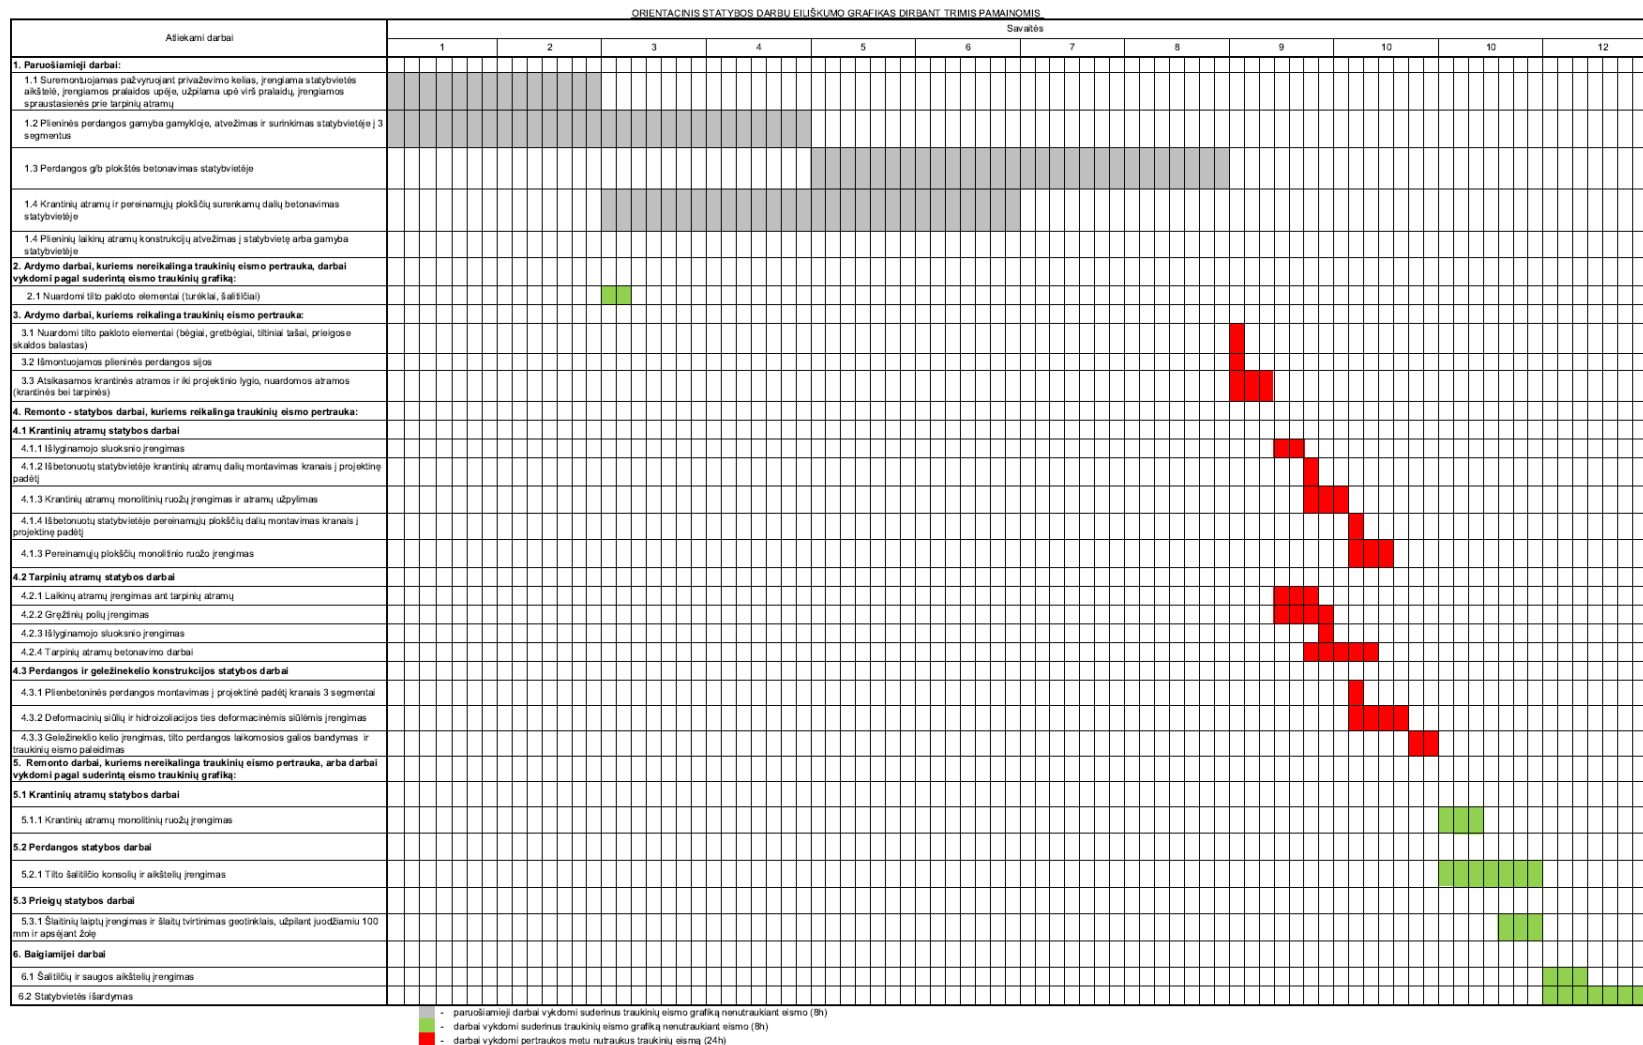 ORIENTACINIS STATYBOS DARBŲ EILIŠKUMO GRAFIKAS DIRBANT TRIMIS PAMAINOMIS
Atliekami darbai
Savaitės
1 2 3 4 5 6 7 8 9 10 10 12
1. Paruošiamieji darbai:
1.1 Suremontuojamas pažvyruojant privaževimo kelias, įrengiama statybvietės
aikštelė, įrengiamos pralaidos upėje, užpilama upė virš pralaidų, įrengiamos
spraustasienės prie tarpinių atramų
1.2 Plieninės perdangos gamyba gamykloje, atvežimas ir surinkimas statybvietėje į 3
segmentus
1.3 Perdangos g/b plokštės betonavimas statybvietėje
1.4 Krantinių atramų ir pereinamųjų plokščių surenkamų dalių betonavimas
statybvietėje
1.4 Plieninių laikinų atramų konstrukcijų atvežimas į statybvietę arba gamyba
statybvietėje
2. Ardymo darbai, kuriems nereikalinga traukinių eismo pertrauka, darbai
vykdomi pagal suderintą eismo traukinių grafiką:
2.1 Nuardomi tilto pakloto elementai (turėklai, šalitilčiai)
3. Ardymo darbai, kuriems reikalinga traukinių eismo pertrauka:
3.1 Nuardomi tilto pakloto elementai (bėgiai, gretbėgiai, tiltiniai tašai, prieigose
skaldos balastas)
3.2 Išmontuojamos plieninės perdangos sijos
3.3 Atsikasamos krantinės atramos ir iki projektinio lygio, nuardomos atramos
(krantinės bei tarpinės)
4. Remonto - statybos darbai, kuriems reikalinga traukinių eismo pertrauka:
4.1 Krantinių atramų statybos darbai
4.1.1 Išlyginamojo sluoksnio įrengimas
4.1.2 Išbetonuotų statybvietėje krantinių atramų dalių montavimas kranais į projektinę
padėtį
4.1.3 Krantinių atramų monolitinių ruožų įrengimas ir atramų užpylimas
4.1.4 Išbetonuotų statybvietėje pereinamųjų plokščių dalių montavimas kranais į
projektinę padėtį
4.1.3 Pereinamųjų plokščių monolitinio ruožo įrengimas
4.2 Tarpinių atramų statybos darbai
4.2.1 Laikinų atramų įrengimas ant tarpinių atramų
4.2.2 Gręžtinių polių įrengimas
4.2.3 Išlyginamojo sluoksnio įrengimas
4.2.4 Tarpinių atramų betonavimo darbai
4.3 Perdangos ir geležinekelio konstrukcijos statybos darbai
4.3.1 Plienbetoninės perdangos montavimas į projektinė padėtį kranais 3 segmentai
4.3.2 Deformacinių siūlių ir hidroizoliacijos ties deformacinėmis siūlėmis įrengimas
4.3.3 Geležineklio kelio įrengimas, tilto perdangos laikomosios galios bandymas ir
traukinių eismo paleidimas
5. Remonto darbai, kuriems nereikalinga traukinių eismo pertrauka, arba darbai
vykdomi pagal suderintą eismo traukinių grafiką:
5.1 Krantinių atramų statybos darbai
5.1.1 Krantinių atramų monolitinių ruožų įrengimas
5.2 Perdangos statybos darbai
5.2.1 Tilto šalitilčio konsolių ir aikštelių įrengimas
5.3 Prieigų statybos darbai
5.3.1 Šlaitinių laiptų įrengimas ir šlaitų tvirtinimas geotinklais, užpilant juodžiamiu 100
mm ir apsėjant žolę
6. Baigiamijei darbai
6.1 Šalitilčių ir saugos aikštelių įrengimas
6.2 Statybvietės išardymas
- paruošiamieji darbai vykdomi suderinus traukinių eismo grafiką nenutraukiant eismo (8h)
- darbai vykdomi suderinus traukinių eismo grafiką nenutraukiant eismo (8h)
- darbai vykdomi pertraukos metu nutraukus traukinių eismą (24h)